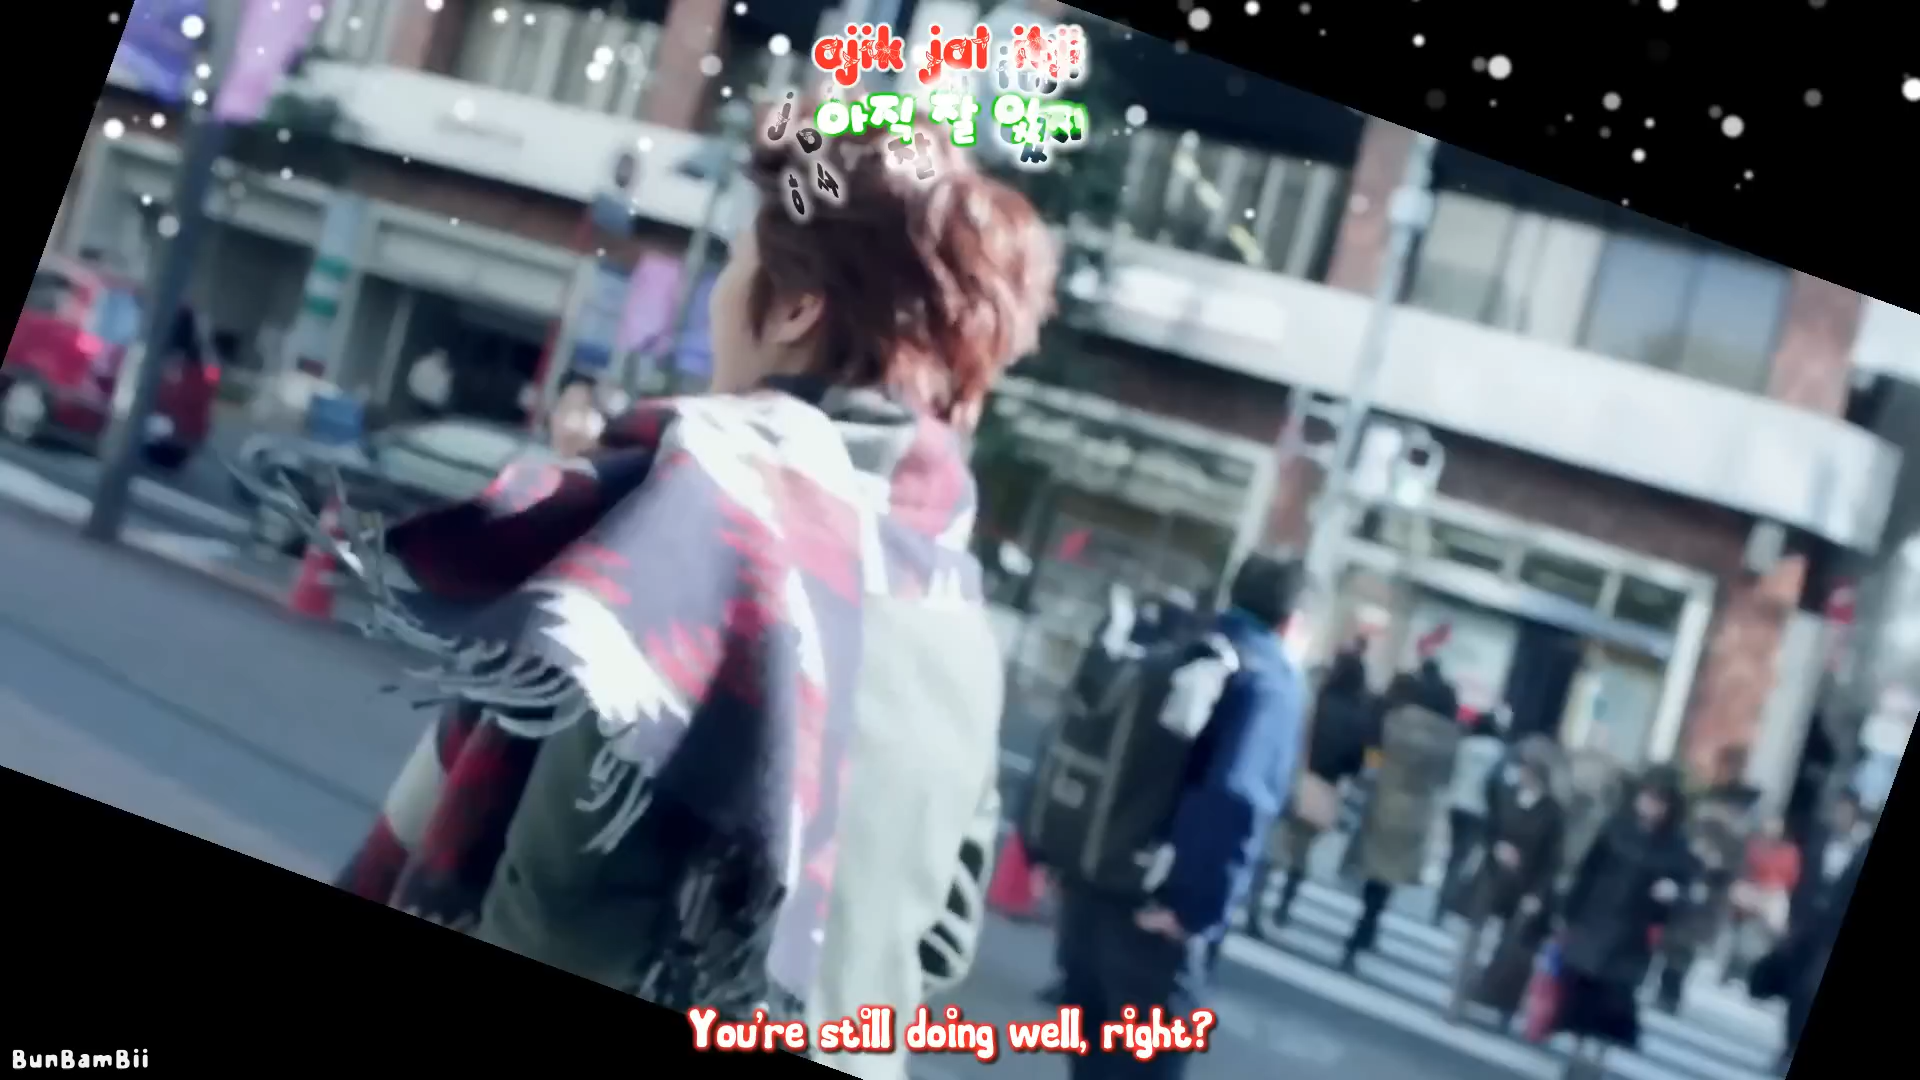 ajik jal itji
아직 잘 있지
You're still doing well, right?
BunBamBii